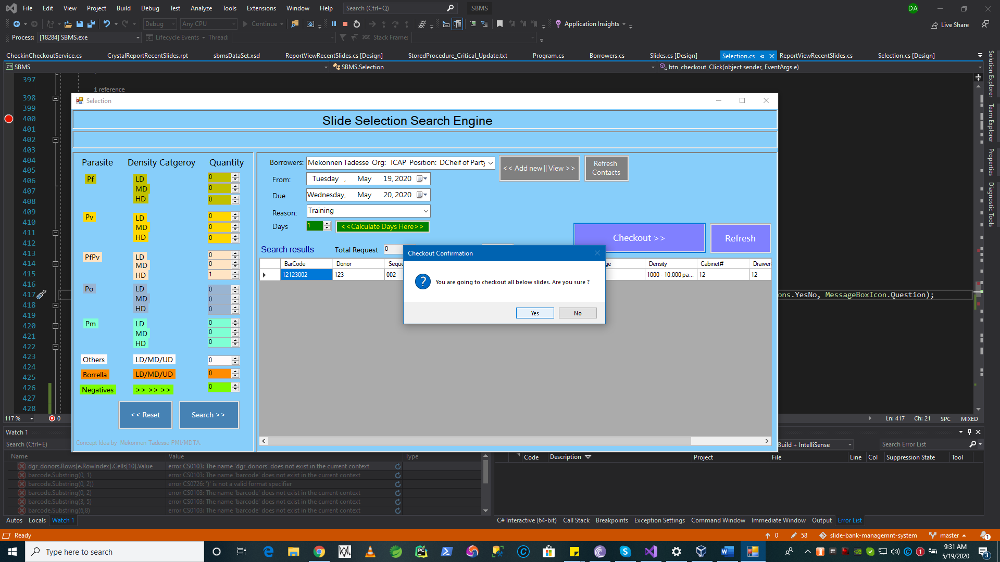 File Edit View Project Build Debug Test Analyze Tools Extensions Window Help Search (Ctrl+Q) SBMS DA
Debug Any CPU Continue Application Insights Live Share
Process: [18284] SBMS.exe Lifecycle Events Thread: Stack Frame:
CheckinCheckoutService.cs CrystalReportRecentSlides.rpt sbmsDataSet.xsd ReportViewRecentSlides.cs [Design] StoredProcedure_Critical_Update.txt Program.cs Borrowers.cs Slides.cs [Design] Selection.cs ReportViewRecentSlides.cs Selection.cs [Design]
SBMS SBMS.Selection btn_checkout_Click(object sender, EventArgs e)
Solution Explorer
Team Explorer
Properties
Diagnostic Tools
397
1 reference
398
399
400
401
402
403
404
405
406
407
408
409
410
411
412
413
414
415
416
417 ons.YesNo, MessageBoxIcon.Question);
418
419
420
421
422
423
424
425
426
427
428
Selection
Slide Selection Search Engine
Parasite Density Catgeroy Quantity
Pf LD 0
MD 0
HD 0
Pv LD 0
MD 0
HD 0
PfPv LD 0
MD 0
HD 1
Po LD 0
MD 0
HD 0
Pm LD 0
MD 0
HD 0
Others LD/MD/UD 0
Borrella LD/MD/UD 0
Negatives >> >> >> 0
<< Reset Search >>
Concept Idea by Mekonnen Tadesse PMI/MDTA
Borrowers: Mekonnen Tadesse Org: ICAP Position: DCheif of Party
<< Add new || View >> Refresh Contacts
From: Tuesday , May 19, 2020
Due Wednesday, May 20, 2020
Reason: Training
Days 1 <<Calculate Days Here>>
Checkout >> Refresh
Search results Total Request 0
BarCode Donor Seque ge Density Cabinet# Drawer
12123002 123 002 1000 - 10,000 pa... 12 12
Checkout Confirmation
You are going to checkout all below slides. Are you sure ?
Yes No
117 % 0 Ln: 417 Ch: 21 SPC MIXED
Watch 1
Search (Ctrl+E)
Name Value Type
dgr_donors.Rows[e.RowIndex].Cells[10].Value error CS0103: The name 'dgr_donors' does not exist in the current context
barcode.Substring(0, 1) error CS0103: The name 'barcode' does not exist in the current context
barcode.Substring(0, 2)) error CS0726: ')' is not a valid format specifier
barcode.Substring(0, 2) error CS0103: The name 'barcode' does not exist in the current context
barcode.Substring(3, 5) error CS0103: The name 'barcode' does not exist in the current context
barcode.Substring(6,8) error CS0103: The name 'barcode' does not exist in the current context
Autos Locals Watch 1
Build + IntelliSense Search Error List
Code Description Project File Line Col Suppression State Tool
C# Interactive (64-bit) Call Stack Breakpoints Exception Settings Command Window Immediate Window Output Error List
Ready 0 58 slide-bank-managemnt-system master 1
Type here to search
9:31 AM
5/19/2020
3